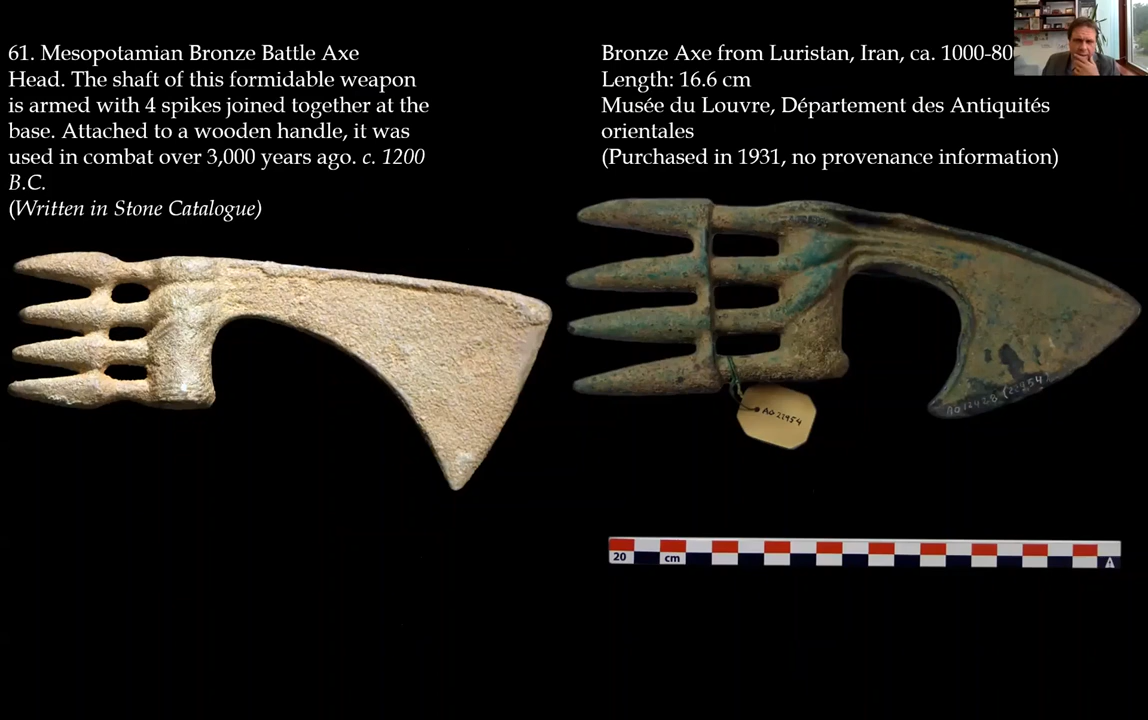 61. Mesopotamian Bronze Battle Axe
Head. The shaft of this formidable weapon
is armed with 4 spikes joined together at the
base. Attached to a wooden handle, it was
used in combat over 3,000 years ago. c. 1200
B.C.
(Written in Stone Catalogue)
Bronze Axe from Luristan, Iran, ca. 1000-80
Length: 16.6 cm
Musée du Louvre, Département des Antiquités
orientales
(Purchased in 1931, no provenance information)
AO 12428 (22954)
20 cm